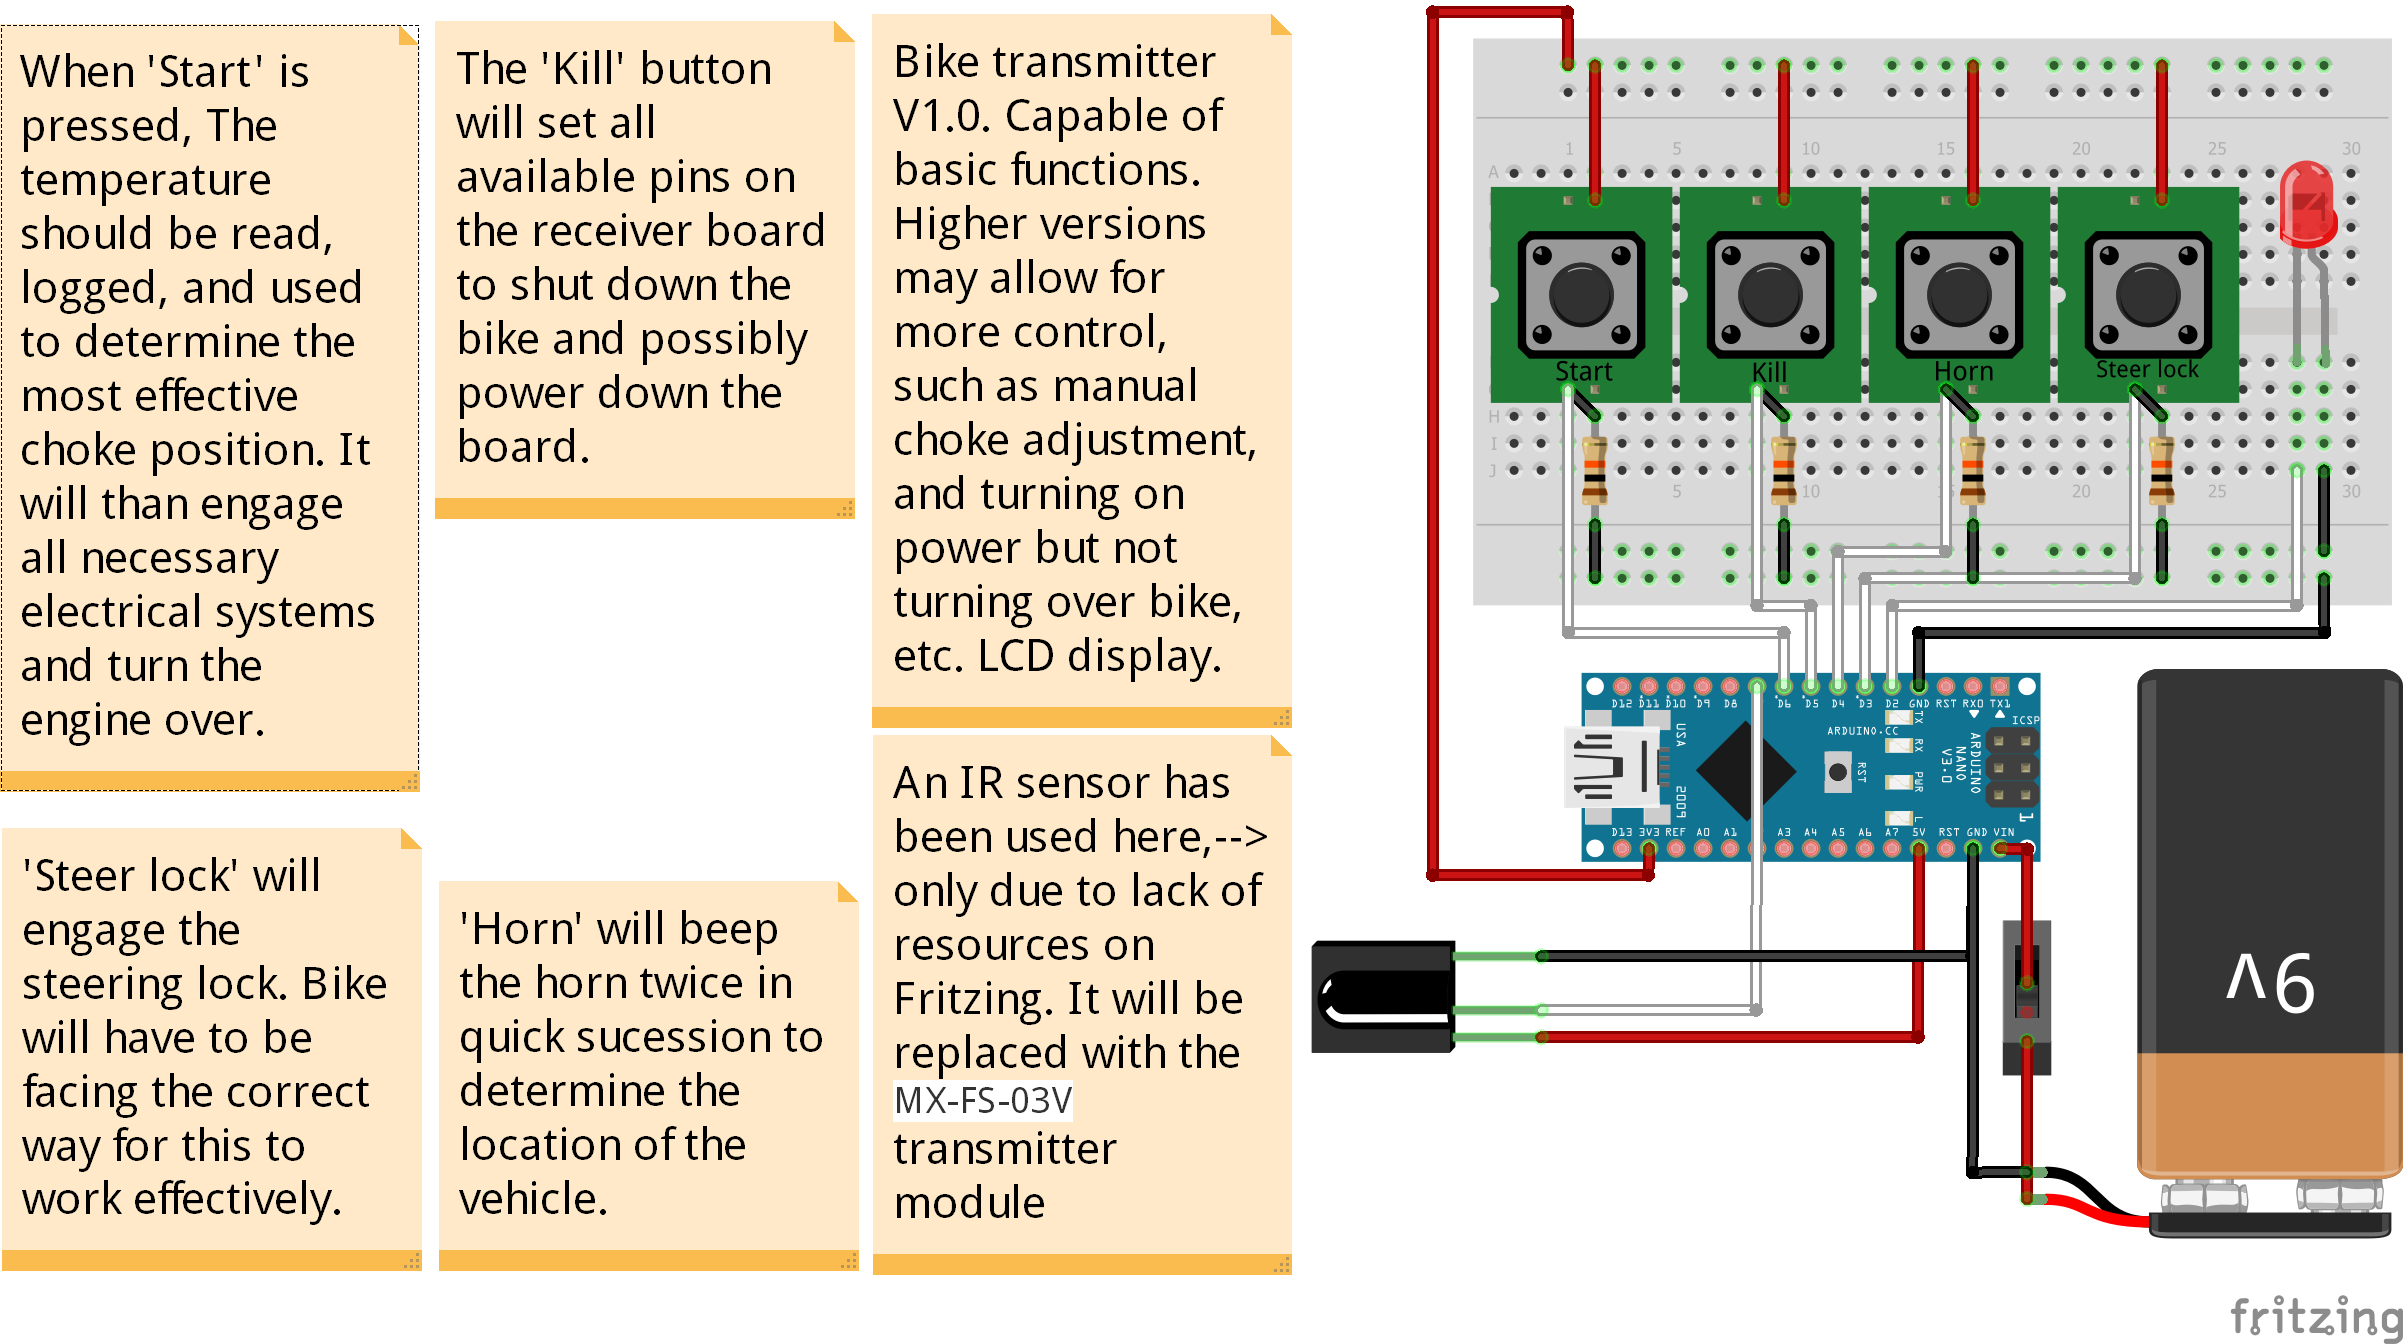 When 'Start' is
pressed, The
temperature
should be read,
logged, and used
to determine the
most effective
choke position. It
will than engage
all necessary
electrical systems
and turn the
engine over.
The 'Kill' button
will set all
available pins on
the receiver board
to shut down the
bike and possibly
power down the
board.
Bike transmitter
V1.0. Capable of
basic functions.
Higher versions
may allow for
more control,
such as manual
choke adjustment,
and turning on
power but not
turning over bike,
etc. LCD display.
'Steer lock' will
engage the
steering lock. Bike
will have to be
facing the correct
way for this to
work effectively.
'Horn' will beep
the horn twice in
quick sucession to
determine the
location of the
vehicle.
An IR sensor has
been used here,-->
only due to lack of
resources on
Fritzing. It will be
replaced with the
MX-FS-03V
transmitter
module
1 5 10 15 20 25 30
A
Start Kill Horn Steer lock
H
I
J
5 10 15 20 25 30
D12 D11 D10 D9 D8 D6 D5 D4 D3 D2 GND RST RX0 TX1
ICSP
USA
ARDUINO.CC
TX
RX
RST
PWR
L
ARDUINO
NANO
V3.0
2009
1
D13 3V3 REF A0 A1 A3 A4 A5 A6 A7 5V RST GND VIN
9V
fritzing